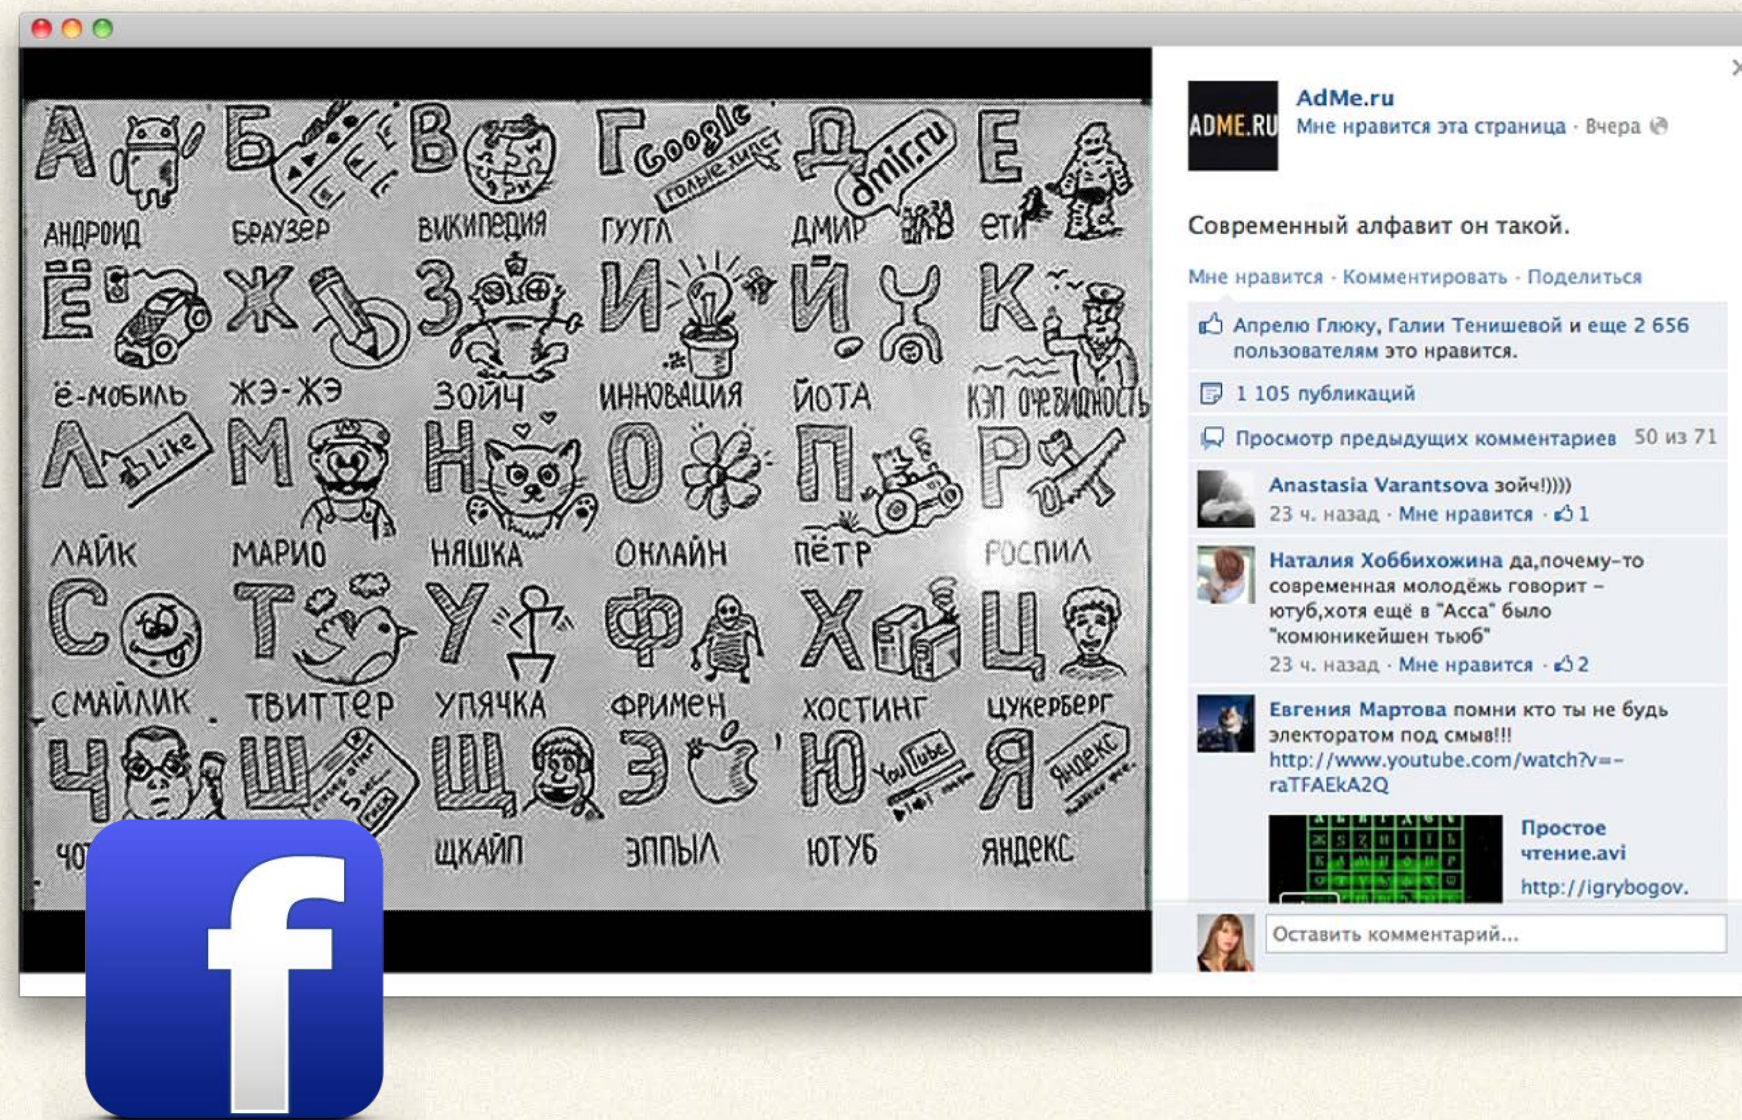 А Б В Г Google Д dmir.ru Е
голые
АНДРОИД БРАУЗЕР ВИКИПЕДИЯ ГУУГЛ ДМИР ЕТИ
Ё Ж З И Й К
Ё-МОБИЛЬ ЖЭ-ЖЭ ЗОЙЧ ИННОВАЦИЯ ЙОТА КЭП ОЧЕВИДНОСТЬ
Л Like М Н О П Р
ЛАЙК МАРИО НЯШКА ОНЛАЙН ПЁТР РОСПИЛ
С Т У Ф Х Ц
СМАЙЛИК ТВИТТЕР УПЯЧКА ФРИМЕН ХОСТИНГ ЦУКЕРБЕРГ
Ч Ш Щ Э Ю YouTube Я Яндекс
closes after
5 sec...
ЩКАЙП ЭППЫЛ ЮТУБ ЯНДЕКС
f
ADME.RU
AdMe.ru
Мне нравится эта страница · Вчера
Современный алфавит он такой.
Мне нравится · Комментировать · Поделиться
Апрелю Глюку, Галии Тенишевой и еще 2 656
пользователям это нравится.
1 105 публикаций
Просмотр предыдущих комментариев 50 из 71
Anastasia Varantsova зойч!))))
23 ч. назад · Мне нравится · 1
Наталия Хоббихожина да,почему-то
современная молодёжь говорит –
ютуб,хотя ещё в "Асса" было
"комюникейшен тьюб"
23 ч. назад · Мне нравится · 2
Евгения Мартова помни кто ты не будь
электоратом под смыв!!!
http://www.youtube.com/watch?v=-
raTFAEkA2Q
Простое
чтение.avi
http://igrybogov.
Оставить комментарий...